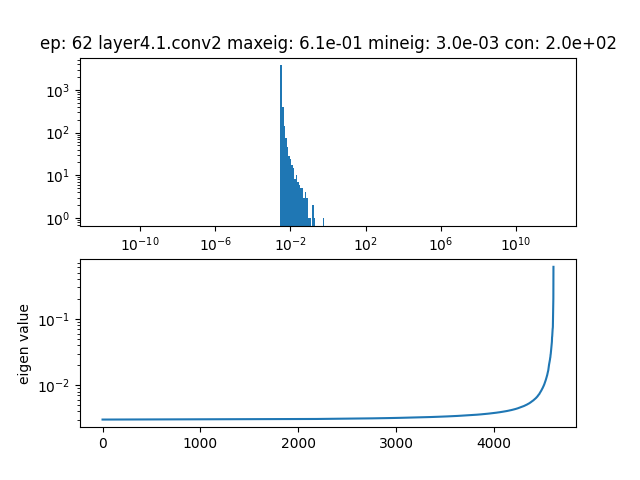 ep: 62 layer4.1.conv2 maxeig: 6.1e-01 mineig: 3.0e-03 con: 2.0e+02
10³
10²
10¹
10⁰
10⁻¹⁰ 10⁻⁶ 10⁻² 10² 10⁶ 10¹⁰
eigen value
10⁻¹
10⁻²
0 1000 2000 3000 4000